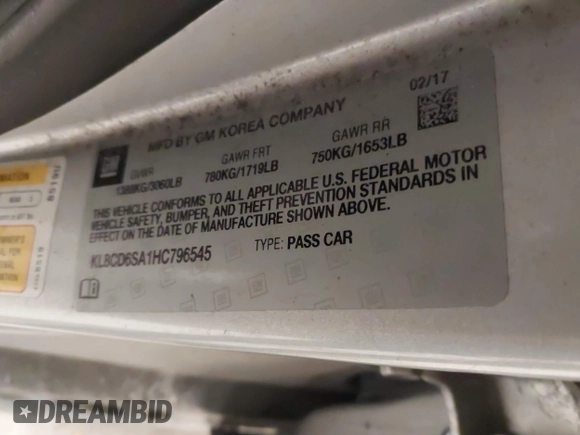 MFD BY GM KOREA COMPANY 02/17
GM
GVWR GAWR FRT GAWR RR
1388KG/3060LB 780KG/1719LB 750KG/1653LB
THIS VEHICLE CONFORMS TO ALL APPLICABLE U.S. FEDERAL MOTOR
VEHICLE SAFETY, BUMPER, AND THEFT PREVENTION STANDARDS IN
EFFECT ON THE DATE OF MANUFACTURE SHOWN ABOVE.
KL8CD6SA1HC796545 TYPE: PASS CAR
DREAMBID